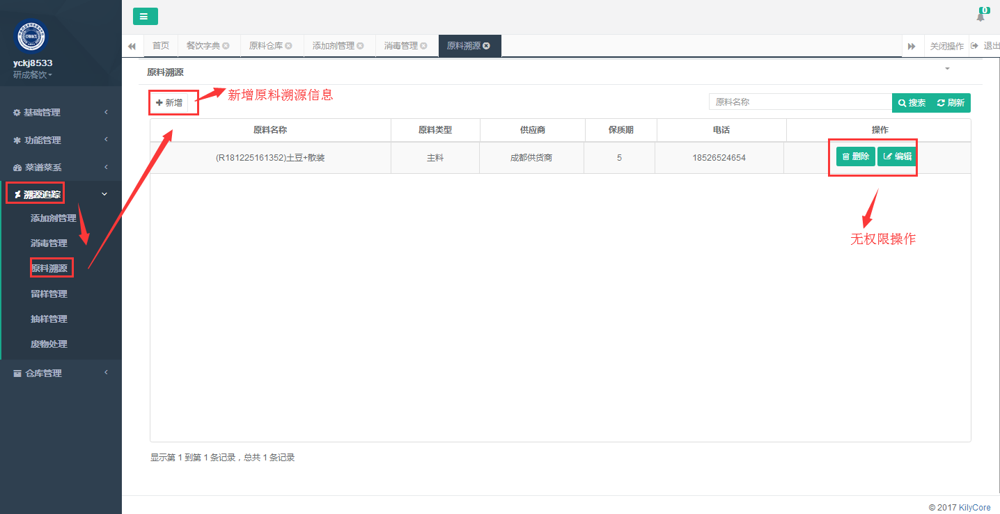 CFDACX
yckj8533
研成餐饮
基础管理
功能管理
菜谱菜系
溯源追踪
添加剂管理
消毒管理
原料溯源
留样管理
抽样管理
废物处理
仓库管理
0
首页
餐饮字典
原料仓库
添加剂管理
消毒管理
原料溯源
关闭操作
退出
原料溯源
新增
新增原料溯源信息
原料名称
搜索
刷新
原料名称 原料类型 供应商 保质期 电话 操作
(R181225161352)土豆+散装 主料 成都供货商 5 18526524654 删除 编辑
无权限操作
显示第 1 到第 1 条记录，总共 1 条记录
© 2017 KilyCore